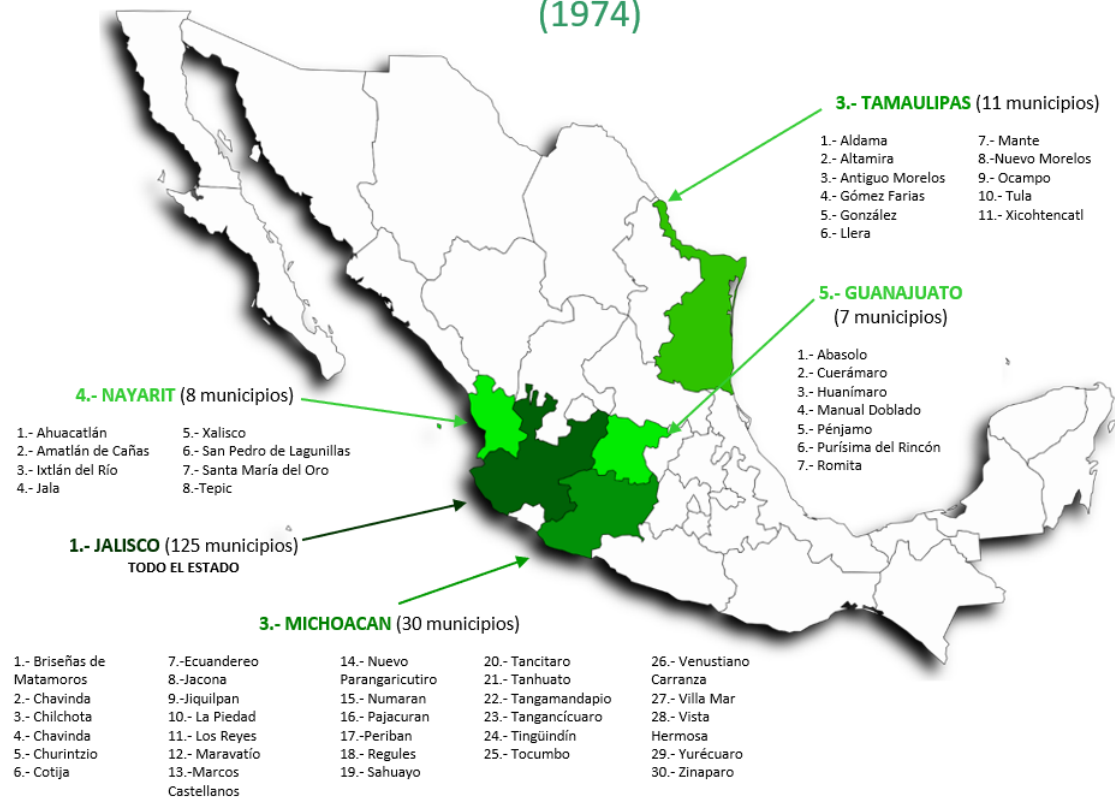 (1974)
3.- TAMAULIPAS (11 municipios)
1.- Aldama
2.- Altamira
3.- Antiguo Morelos
4.- Gómez Farias
5.- González
6.- Llera
7.- Mante
8.-Nuevo Morelos
9.- Ocampo
10.- Tula
11.- Xicohtencatl
5.- GUANAJUATO
(7 municipios)
1.- Abasolo
2.- Cuerámaro
3.- Huanímaro
4.- Manual Doblado
5.- Pénjamo
6.- Purísima del Rincón
7.- Romita
4.- NAYARIT (8 municipios)
1.- Ahuacatlán
2.- Amatlán de Cañas
3.- Ixtlán del Río
4.- Jala
5.- Xalisco
6.- San Pedro de Lagunillas
7.- Santa María del Oro
8.-Tepic
1.- JALISCO (125 municipios)
TODO EL ESTADO
3.- MICHOACAN (30 municipios)
1.- Briseñas de
Matamoros
2.- Chavinda
3.- Chilchota
4.- Chavinda
5.- Churintzio
6.- Cotija
7.-Ecuandereo
8.-Jacona
9.-Jiquilpan
10.- La Piedad
11.- Los Reyes
12.- Maravatío
13.-Marcos
Castellanos
14.- Nuevo
Parangaricutiro
15.- Numaran
16.- Pajacuran
17.-Periban
18.- Regules
19.- Sahuayo
20.- Tancitaro
21.- Tanhuato
22.- Tangamandapio
23.- Tangancícuaro
24.- Tingüindín
25.- Tocumbo
26.- Venustiano
Carranza
27.- Villa Mar
28.- Vista
Hermosa
29.- Yurécuaro
30.- Zinaparo